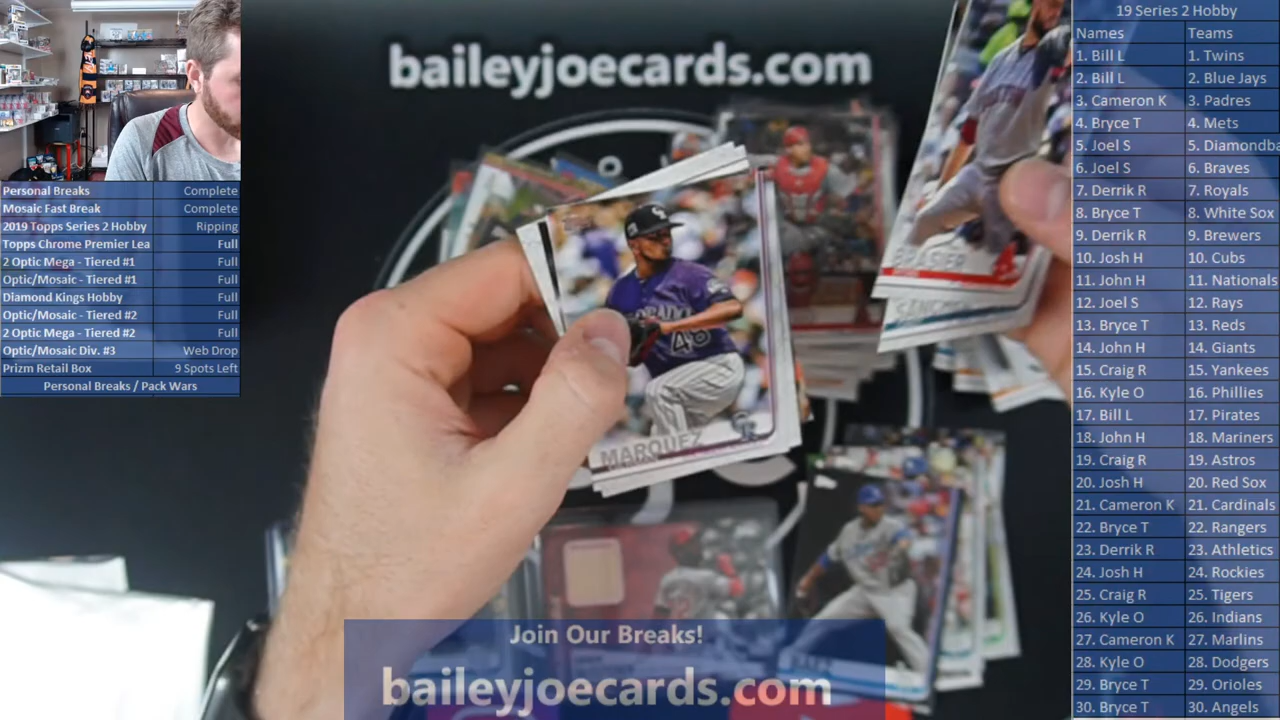 baileyjoecards.com
Personal Breaks Complete
Mosaic Fast Break Complete
2019 Topps Series 2 Hobby Ripping
Topps Chrome Premier Lea Full
2 Optic Mega - Tiered #1 Full
Optic/Mosaic - Tiered #1 Full
Diamond Kings Hobby Full
Optic/Mosaic - Tiered #2 Full
2 Optic Mega - Tiered #2 Full
Optic/Mosaic Div. #3 Web Drop
Prizm Retail Box 9 Spots Left
Personal Breaks / Pack Wars
BRASIER
SANCHEZ
48
MARQUEZ
Join Our Breaks!
baileyjoecards.com
19 Series 2 Hobby
Names Teams
1. Bill L 1. Twins
2. Bill L 2. Blue Jays
3. Cameron K 3. Padres
4. Bryce T 4. Mets
5. Joel S 5. Diamondba
6. Joel S 6. Braves
7. Derrik R 7. Royals
8. Bryce T 8. White Sox
9. Derrik R 9. Brewers
10. Josh H 10. Cubs
11. John H 11. Nationals
12. Joel S 12. Rays
13. Bryce T 13. Reds
14. John H 14. Giants
15. Craig R 15. Yankees
16. Kyle O 16. Phillies
17. Bill L 17. Pirates
18. John H 18. Mariners
19. Craig R 19. Astros
20. Josh H 20. Red Sox
21. Cameron K 21. Cardinals
22. Bryce T 22. Rangers
23. Derrik R 23. Athletics
24. Josh H 24. Rockies
25. Craig R 25. Tigers
26. Kyle O 26. Indians
27. Cameron K 27. Marlins
28. Kyle O 28. Dodgers
29. Bryce T 29. Orioles
30. Bryce T 30. Angels